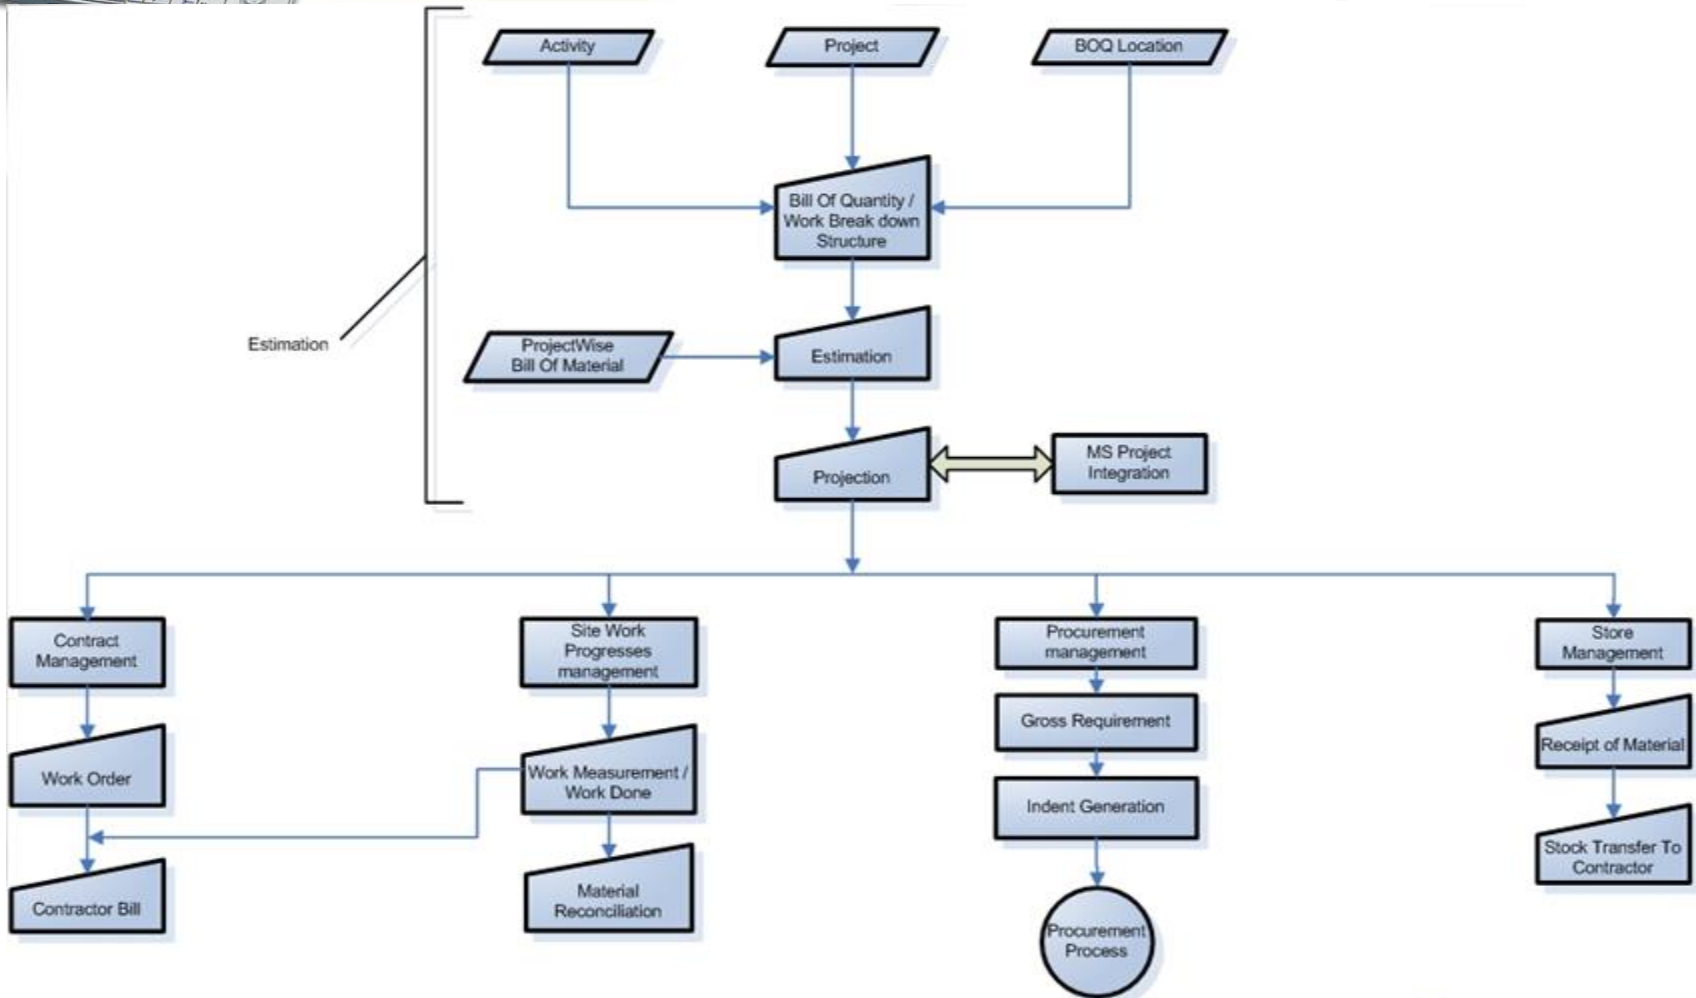 Activity
Project
BOQ Location
Bill Of Quantity /
Work Break down
Structure
Estimation
ProjectWise
Bill Of Material
Estimation
Projection
MS Project
Integration
Contract
Management
Site Work
Progresses
management
Procurement
management
Store
Management
Work Order
Work Measurement /
Work Done
Gross Requirement
Receipt of Material
Indent Generation
Contractor Bill
Material
Reconciliation
Procurement
Process
Stock Transfer To
Contractor